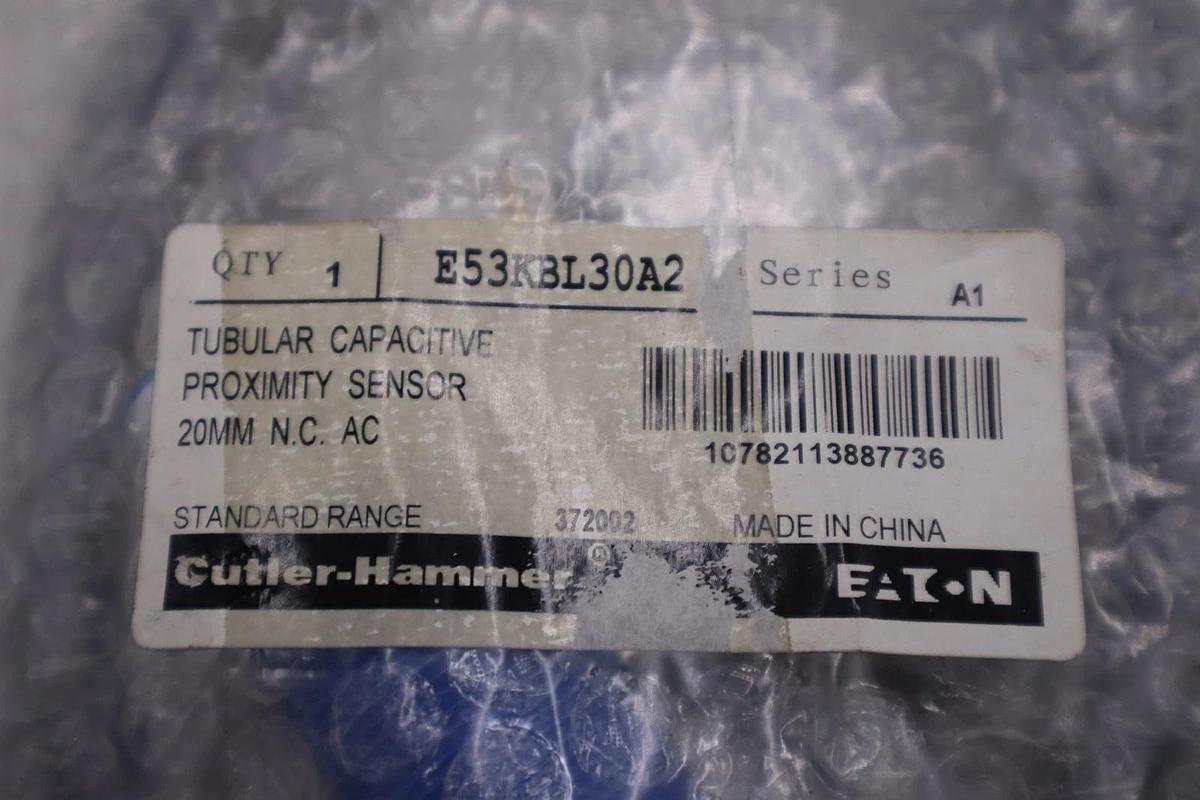 QTY 1 E53KBL30A2 Series A1
TUBULAR CAPACITIVE
PROXIMITY SENSOR
20MM N.C. AC
10782113887736
STANDARD RANGE 372002 MADE IN CHINA
Cutler-Hammer® EATON